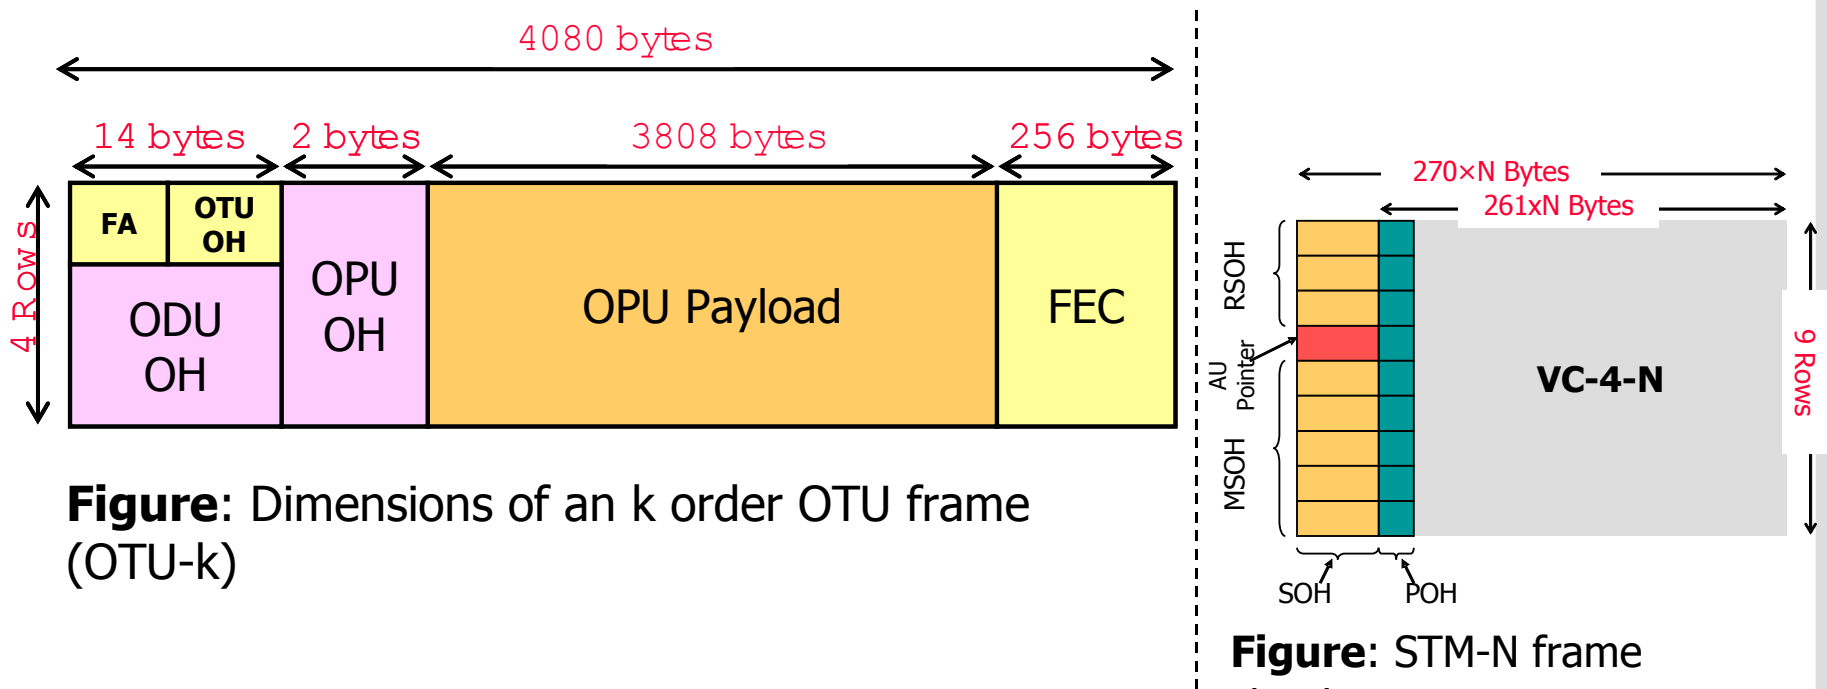 4080 bytes
14 bytes
2 bytes
3808 bytes
256 bytes
4 Rows
FA
OTU
OH
ODU
OH
OPU
OH
OPU Payload
FEC
Figure: Dimensions of an k order OTU frame
(OTU-k)
270×N Bytes
261xN Bytes
RSOH
AU
Pointer
MSOH
VC-4-N
9 Rows
SOH
POH
Figure: STM-N frame